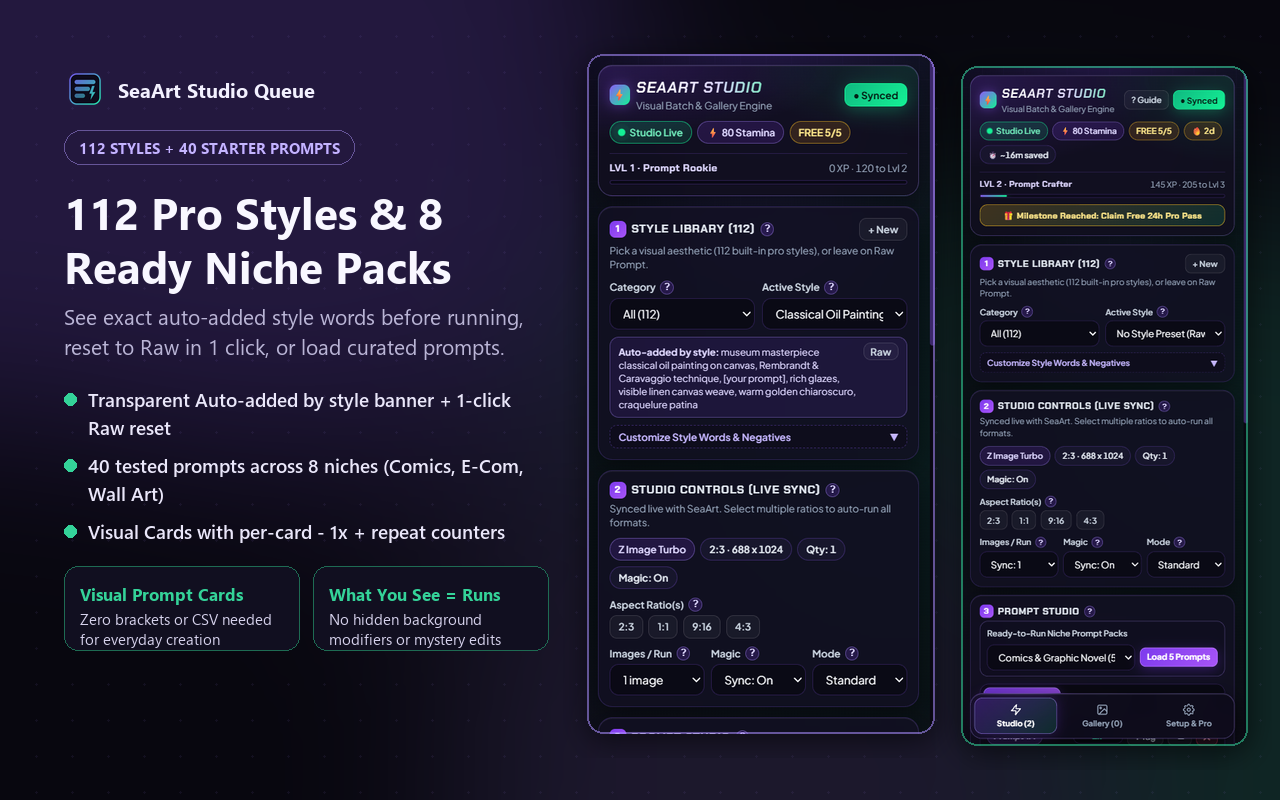 SeaArt Studio Queue
112 STYLES + 40 STARTER PROMPTS
112 Pro Styles & 8
Ready Niche Packs
See exact auto-added style words before running,
reset to Raw in 1 click, or load curated prompts.
Transparent Auto-added by style banner + 1-click
Raw reset
40 tested prompts across 8 niches (Comics, E-Com,
Wall Art)
Visual Cards with per-card - 1x + repeat counters
Visual Prompt Cards
Zero brackets or CSV needed
for everyday creation
What You See = Runs
No hidden background
modifiers or mystery edits
SEAART STUDIO
Visual Batch & Gallery Engine
Synced
Studio Live
80 Stamina
FREE 5/5
LVL 1 · Prompt Rookie
0 XP · 120 to Lvl 2
1 STYLE LIBRARY (112) ?
+ New
Pick a visual aesthetic (112 built-in pro styles), or leave on Raw
Prompt.
Category ? Active Style ?
All (112) Classical Oil Painting
Auto-added by style: museum masterpiece
classical oil painting on canvas, Rembrandt &
Caravaggio technique, [your prompt], rich glazes,
visible linen canvas weave, warm golden chiaroscuro,
craquelure patina
Raw
Customize Style Words & Negatives ▼
2 STUDIO CONTROLS (LIVE SYNC) ?
Synced live with SeaArt. Select multiple ratios to auto-run all
formats.
Z Image Turbo 2:3 · 688 x 1024 Qty: 1
Magic: On
Aspect Ratio(s) ?
2:3 1:1 9:16 4:3
Images / Run ? Magic ? Mode ?
1 image Sync: On Standard
SEAART STUDIO
Visual Batch & Gallery Engine
? Guide
Synced
Studio Live
80 Stamina
FREE 5/5
2d
~16m saved
LVL 2 · Prompt Crafter
145 XP · 205 to Lvl 3
Milestone Reached: Claim Free 24h Pro Pass
1 STYLE LIBRARY (112) ?
+ New
Pick a visual aesthetic (112 built-in pro styles), or leave on Raw
Prompt.
Category ? Active Style ?
All (112) No Style Preset (Raw
Customize Style Words & Negatives ▼
2 STUDIO CONTROLS (LIVE SYNC) ?
Synced live with SeaArt. Select multiple ratios to auto-run all
formats.
Z Image Turbo 2:3 · 688 x 1024 Qty: 1
Magic: On
Aspect Ratio(s) ?
2:3 1:1 9:16 4:3
Images / Run ? Magic ? Mode ?
Sync: 1 Sync: On Standard
3 PROMPT STUDIO ?
Ready-to-Run Niche Prompt Packs
Comics & Graphic Novel (5
Load 5 Prompts
Studio (2) Gallery (0) Setup & Pro